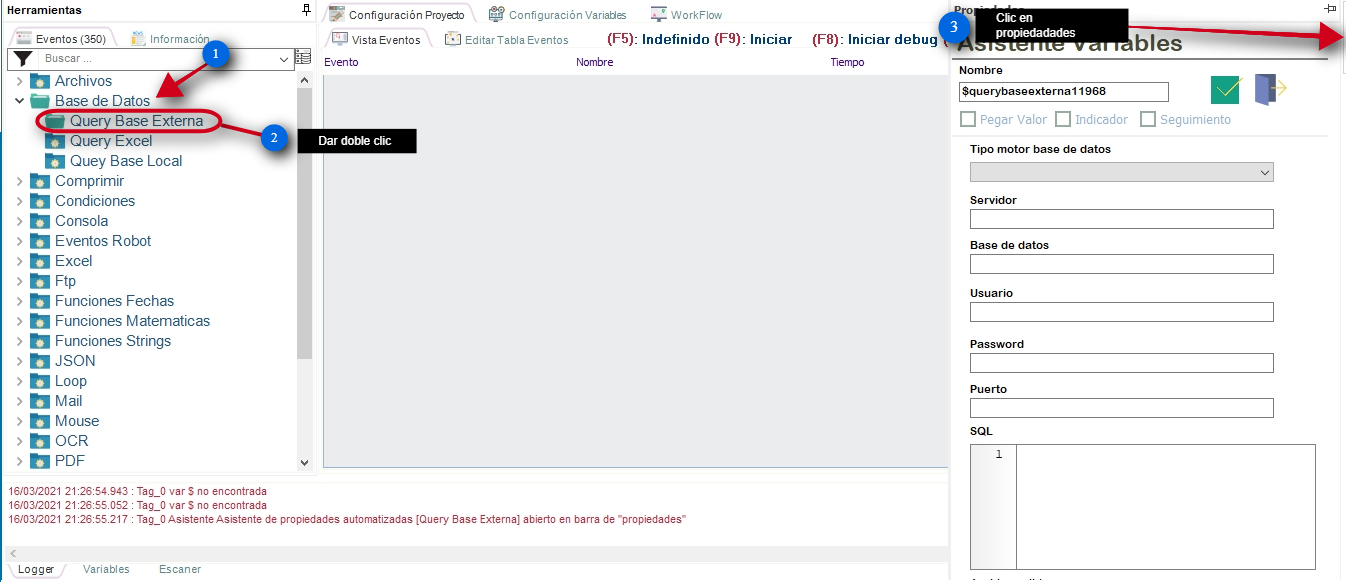 Herramientas
Eventos (350)
Información
Buscar ...
1
Archivos
Base de Datos
Query Base Externa
2
Dar doble clic
Query Excel
Quey Base Local
Comprimir
Condiciones
Consola
Eventos Robot
Excel
Ftp
Funciones Fechas
Funciones Matematicas
Funciones Strings
JSON
Loop
Mail
Mouse
OCR
PDF
Configuración Proyecto
Configuración Variables
WorkFlow
Vista Eventos
Editar Tabla Eventos
(F5): Indefinido (F9): Iniciar (F8): Iniciar debug
Evento
Nombre
Tiempo
3
Clic en
propiedadades
Asistente Variables
Nombre
$querybaseexterna11968
Pegar Valor
Indicador
Seguimiento
Tipo motor base de datos
Servidor
Base de datos
Usuario
Password
Puerto
SQL
1
16/03/2021 21:26:54.943 : Tag_0 var $ no encontrada
16/03/2021 21:26:55.052 : Tag_0 var $ no encontrada
16/03/2021 21:26:55.217 : Tag_0 Asistente Asistente de propiedades automatizadas [Query Base Externa] abierto en barra de "propiedades"
Logger
Variables
Escaner